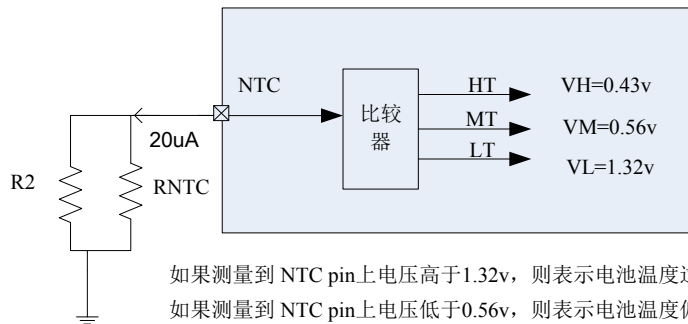 NTC
HT
VH=0.43v
比较
器
MT
VM=0.56v
20uA
LT
VL=1.32v
R2
RNTC
如果测量到 NTC pin上电压高于1.32v，则表示电池温度
如果测量到 NTC pin上电压低于0.56v，则表示电池温度